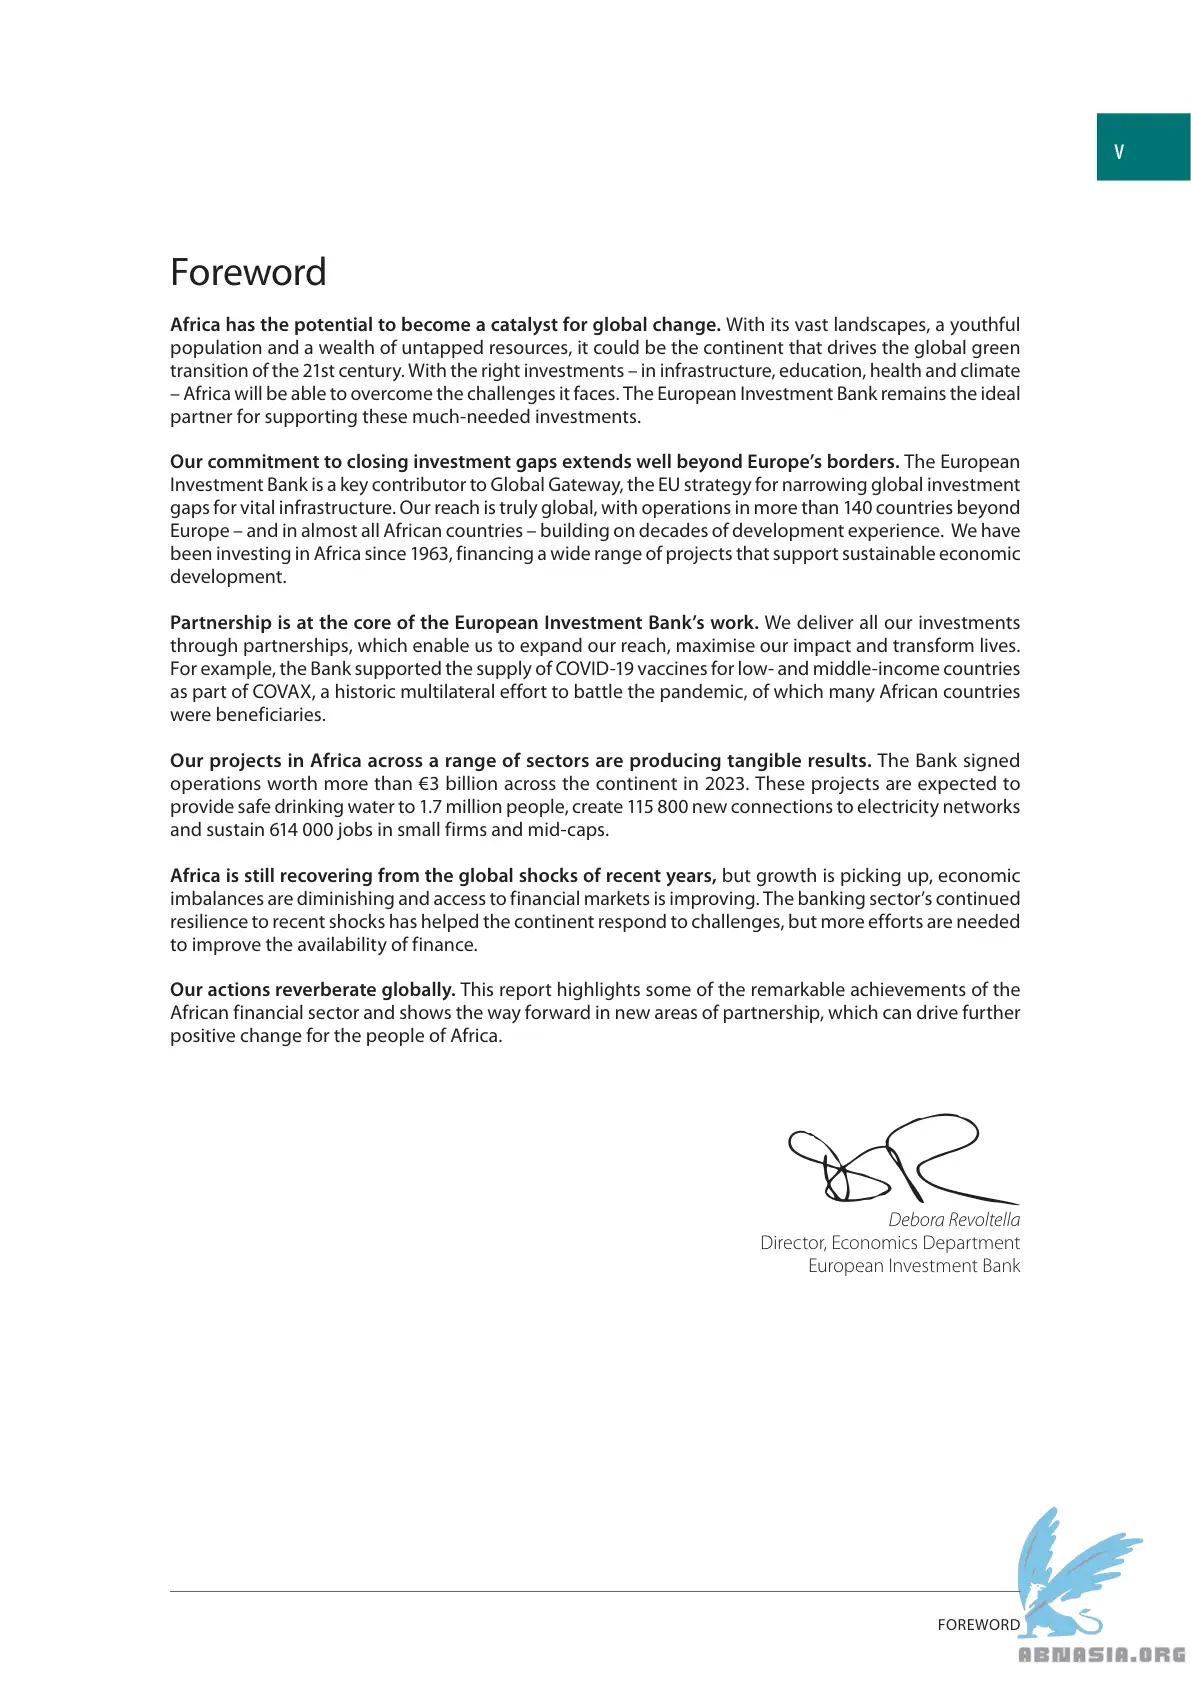 V
Foreword
Africa has the potential to become a catalyst for global change. With its vast landscapes, a youthful
population and a wealth of untapped resources, it could be the continent that drives the global green
transition of the 21st century. With the right investments – in infrastructure, education, health and climate
– Africa will be able to overcome the challenges it faces. The European Investment Bank remains the ideal
partner for supporting these much-needed investments.
Our commitment to closing investment gaps extends well beyond Europe’s borders. The European
Investment Bank is a key contributor to Global Gateway, the EU strategy for narrowing global investment
gaps for vital infrastructure. Our reach is truly global, with operations in more than 140 countries beyond
Europe – and in almost all African countries – building on decades of development experience. We have
been investing in Africa since 1963, financing a wide range of projects that support sustainable economic
development.
Partnership is at the core of the European Investment Bank’s work. We deliver all our investments
through partnerships, which enable us to expand our reach, maximise our impact and transform lives.
For example, the Bank supported the supply of COVID-19 vaccines for low- and middle-income countries
as part of COVAX, a historic multilateral effort to battle the pandemic, of which many African countries
were beneficiaries.
Our projects in Africa across a range of sectors are producing tangible results. The Bank signed
operations worth more than €3 billion across the continent in 2023. These projects are expected to
provide safe drinking water to 1.7 million people, create 115 800 new connections to electricity networks
and sustain 614 000 jobs in small firms and mid-caps.
Africa is still recovering from the global shocks of recent years, but growth is picking up, economic
imbalances are diminishing and access to financial markets is improving. The banking sector’s continued
resilience to recent shocks has helped the continent respond to challenges, but more efforts are needed
to improve the availability of finance.
Our actions reverberate globally. This report highlights some of the remarkable achievements of the
African financial sector and shows the way forward in new areas of partnership, which can drive further
positive change for the people of Africa.
Debora Revoltella
Director, Economics Department
European Investment Bank
FOREWORD
ABNASIA.ORG